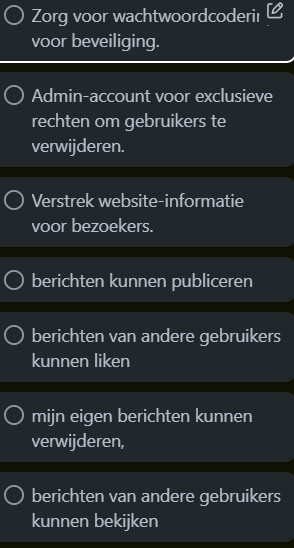 Zorg voor
voor beveiliging.
Admin-account voor exclusieve
rechten om gebruikers te
verwijderen.
Verstrek website-informatie
voor bezoekers.
berichten kunnen publiceren
berichten van andere gebruikers
kunnen liken
mijn eigen berichten kunnen
verwijderen,
berichten van andere gebruikers
kunnen bekijken